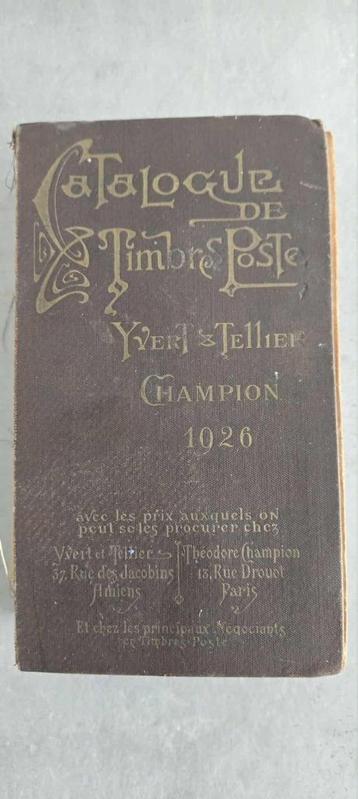 Catalogue
de
Timbres Poste
Yvert & Tellier
Champion
1926
avec les prix auxquels on
peut se les procurer chez
Yvert et Tellier
37, Rue des Jacobins
Amiens
Théodore Champion
13, Rue Drouot
Paris
Et chez les principaux Négociants
en Timbres-Poste